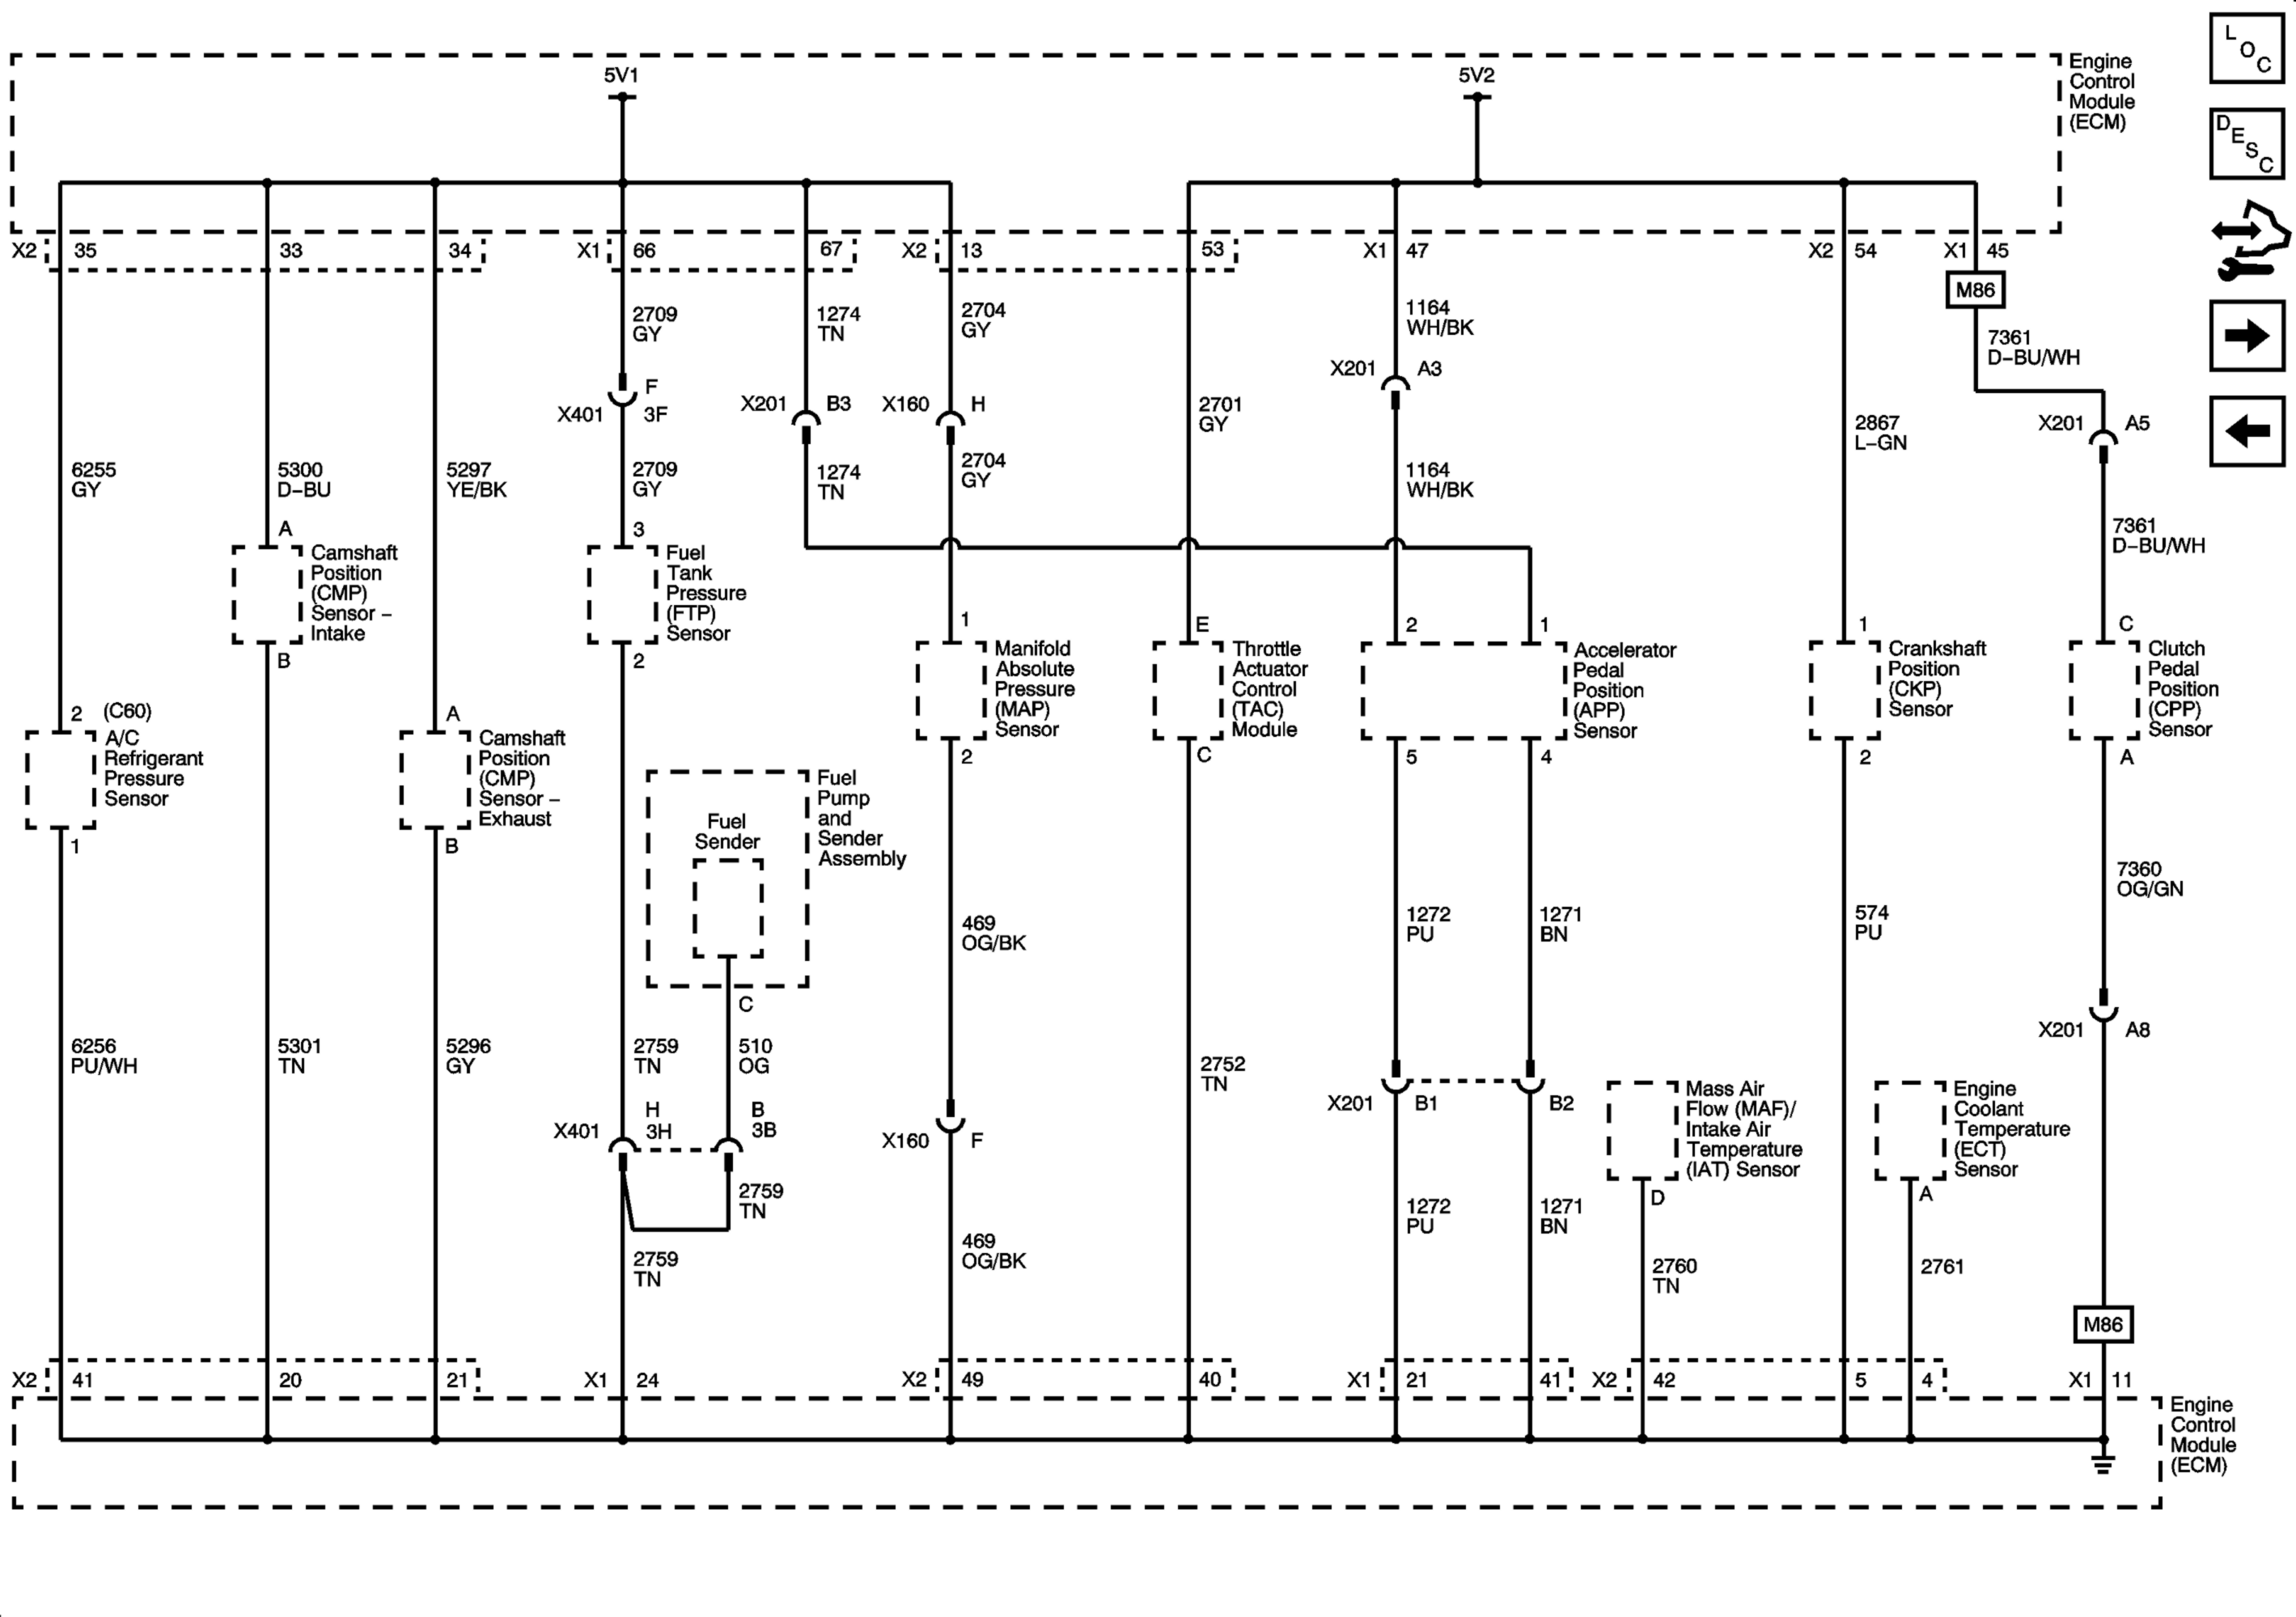 5V1
5V2
Engine
Control
Module
(ECM)
L
O
C
D
E
S
C
X2
35
33
34
X1
66
67
X2
13
53
X1
47
X2
54
X1
45
M86
2709
GY
1274
TN
2704
GY
1164
WH/BK
7361
D-BU/WH
F
X401
3F
X201
B3
X160
H
2701
GY
X201
A3
2867
L-GN
X201
A5
6255
GY
5300
D-BU
5297
YE/BK
2709
GY
1274
TN
2704
GY
1164
WH/BK
7361
D-BU/WH
A
Camshaft
Position
(CMP)
Sensor –
Intake
B
3
Fuel
Tank
Pressure
(FTP)
Sensor
2
1
Manifold
Absolute
Pressure
(MAP)
Sensor
2
E
Throttle
Actuator
Control
(TAC)
Module
C
2
1
Accelerator
Pedal
Position
(APP)
Sensor
5
4
1
Crankshaft
Position
(CKP)
Sensor
2
C
Clutch
Pedal
Position
(CPP)
Sensor
A
2
(C60)
A/C
Refrigerant
Pressure
Sensor
1
A
Camshaft
Position
(CMP)
Sensor –
Exhaust
B
Fuel
Pump
and
Sender
Assembly
Fuel
Sender
C
469
OG/BK
1272
PU
1271
BN
574
PU
7360
OG/GN
6256
PU/WH
5301
TN
5296
GY
2759
TN
510
OG
2752
TN
X201
A8
X401
H
3H
B
3B
X160
F
X201
B1
B2
Mass Air
Flow (MAF)/
Intake Air
Temperature
(IAT) Sensor
D
Engine
Coolant
Temperature
(ECT)
Sensor
A
2759
TN
2759
TN
469
OG/BK
1272
PU
1271
BN
2760
TN
2761
M86
X2
41
20
21
X1
24
X2
49
40
X1
21
41
X2
42
5
4
X1
11
Engine
Control
Module
(ECM)